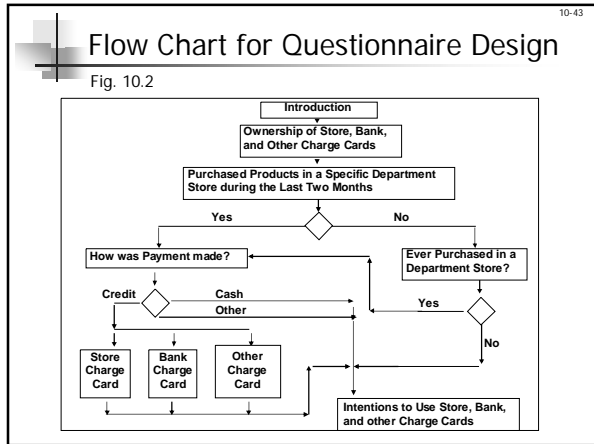 10-43
Flow Chart for Questionnaire Design
Fig. 10.2
Introduction
Ownership of Store, Bank,
and Other Charge Cards
Purchased Products in a Specific Department
Store during the Last Two Months
Yes
No
How was Payment made?
Ever Purchased in a
Department Store?
Credit
Cash
Other
Yes
No
Store
Charge
Card
Bank
Charge
Card
Other
Charge
Card
Intentions to Use Store, Bank,
and other Charge Cards